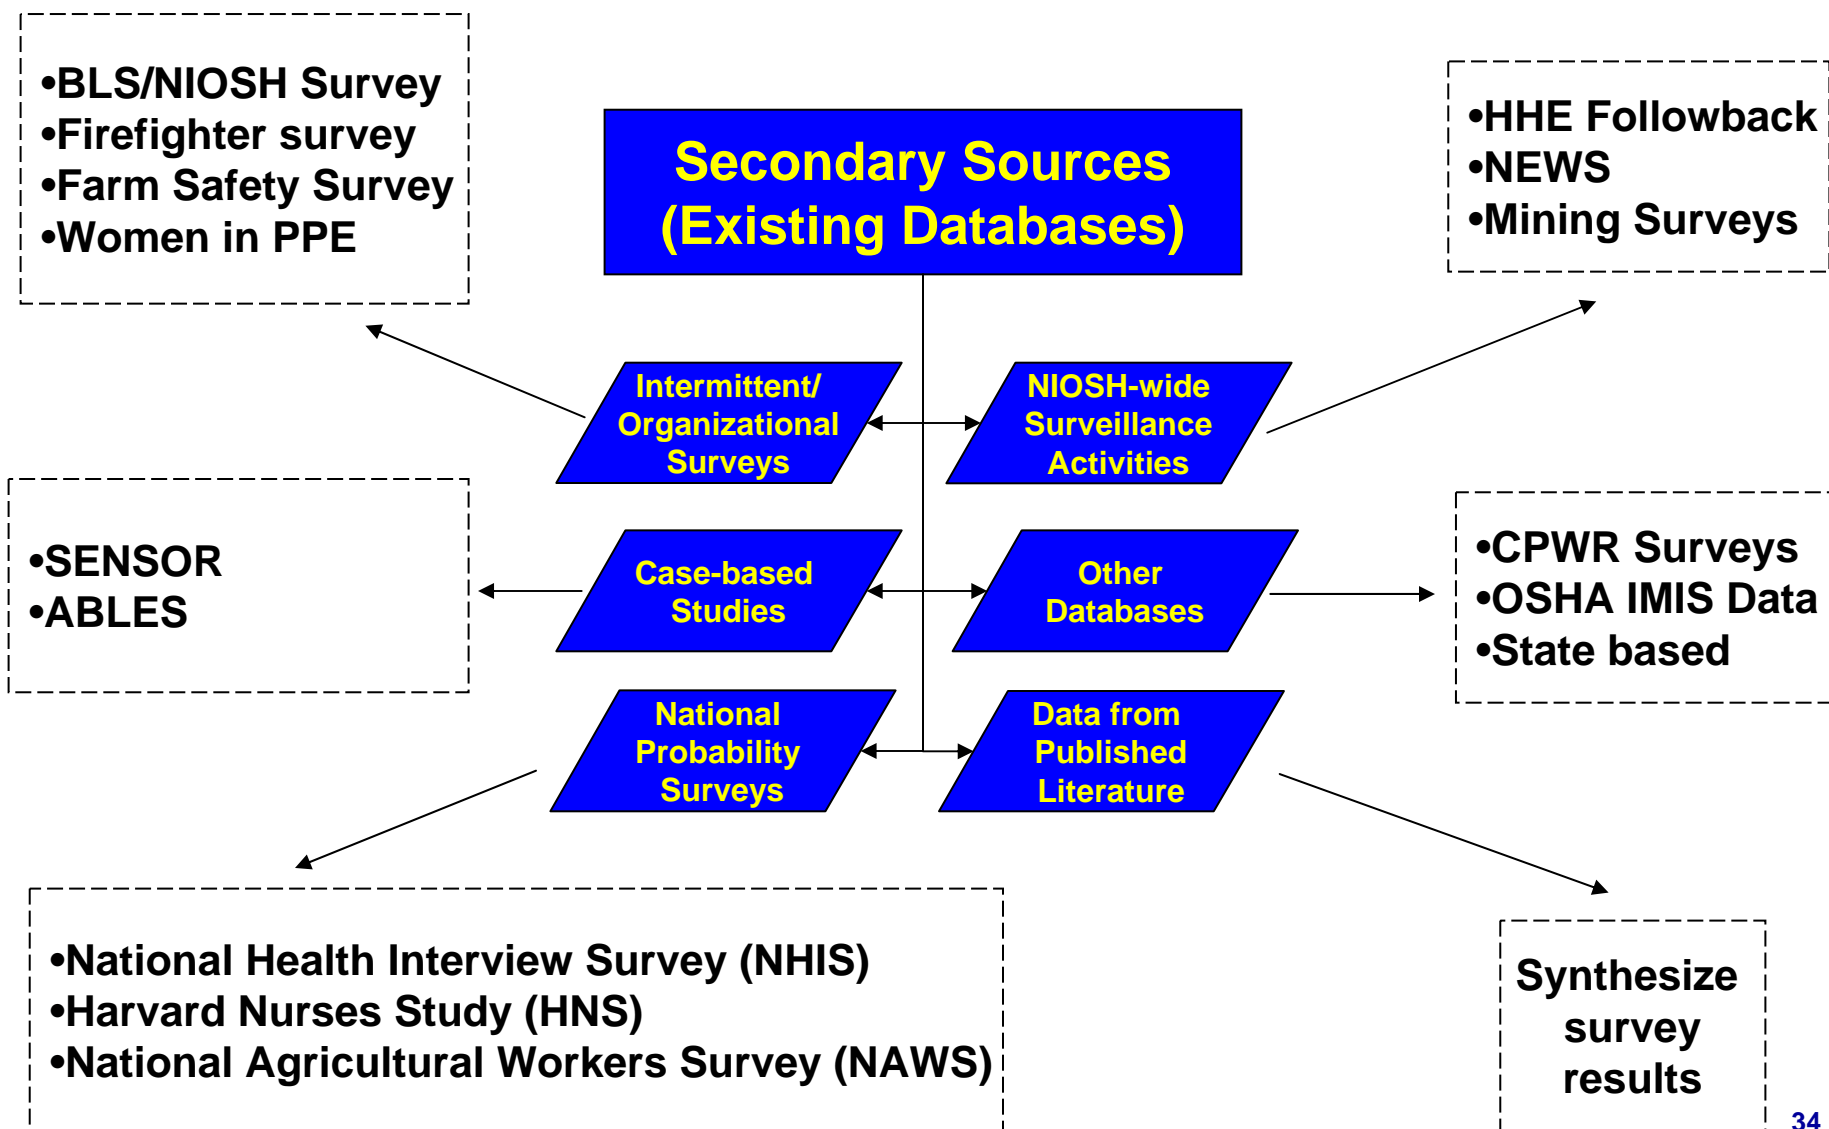 •BLS/NIOSH Survey
•Firefighter survey
•Farm Safety Survey
•Women in PPE
Secondary Sources
(Existing Databases)
•HHE Followback
•NEWS
•Mining Surveys
Intermittent/
Organizational
Surveys
NIOSH-wide
Surveillance
Activities
•SENSOR
•ABLES
Case-based
Studies
Other
Databases
•CPWR Surveys
•OSHA IMIS Data
•State based
National
Probability
Surveys
Data from
Published
Literature
•National Health Interview Survey (NHIS)
•Harvard Nurses Study (HNS)
•National Agricultural Workers Survey (NAWS)
Synthesize
survey
results
34